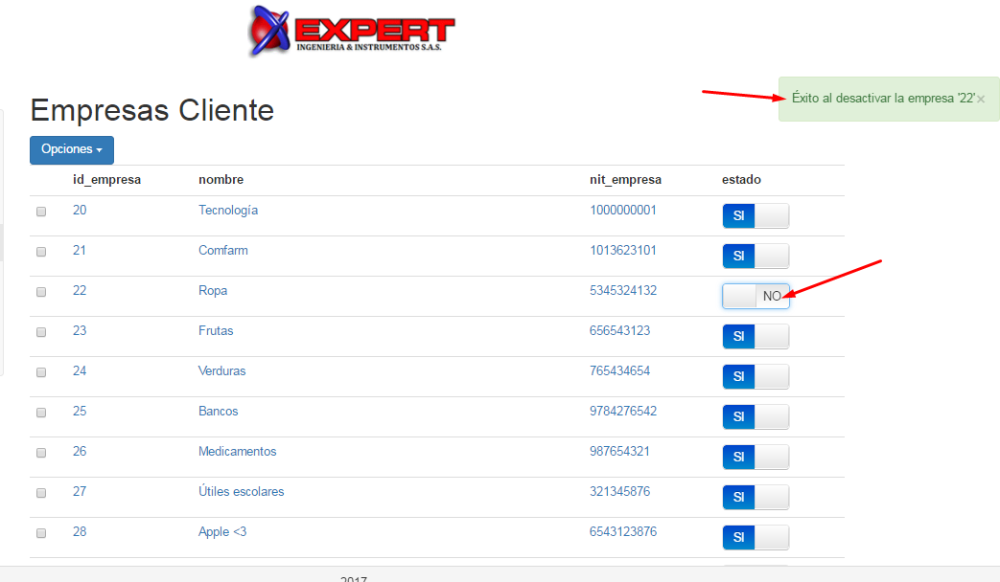 EXPERT
INGENIERIA & INSTRUMENTOS S.A.S.
Éxito al desactivar la empresa '22'×
Empresas Cliente
Opciones
id_empresa nombre nit_empresa estado
20 Tecnología 1000000001 SI
21 Comfarm 1013623101 SI
22 Ropa 5345324132 NO
23 Frutas 656543123 SI
24 Verduras 765434654 SI
25 Bancos 9784276542 SI
26 Medicamentos 987654321 SI
27 Útiles escolares 321345876 SI
28 Apple <3 6543123876 SI
2017